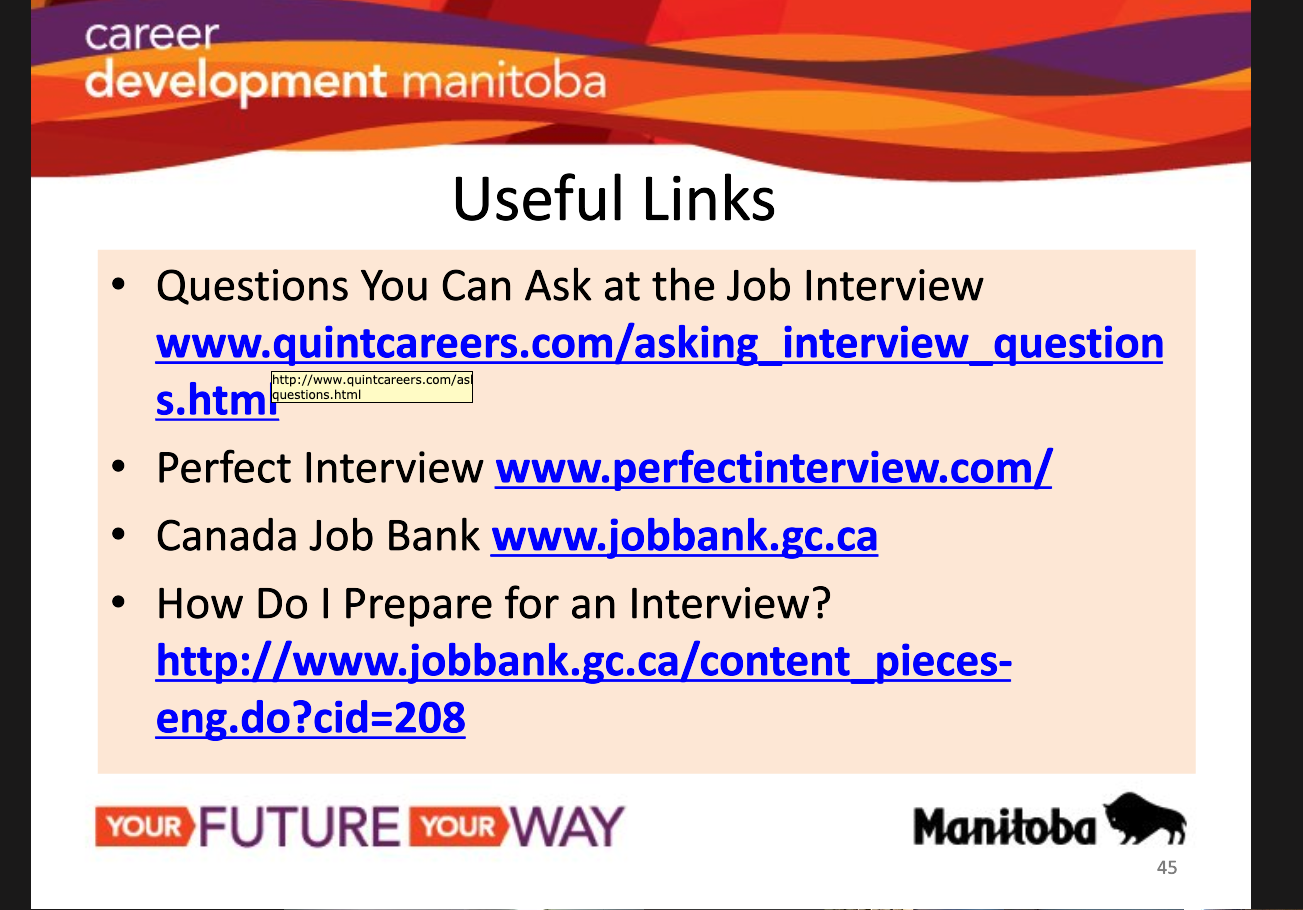 career
development manitoba
Useful Links
• Questions You Can Ask at the Job Interview
www.quintcareers.com/asking_interview_question
s.html
http://www.quintcareers.com/as
questions.html
• Perfect Interview www.perfectinterview.com/
• Canada Job Bank www.jobbank.gc.ca
• How Do I Prepare for an Interview?
http://www.jobbank.gc.ca/content_pieces-
eng.do?cid=208
YOUR FUTURE YOUR WAY
Manitoba
45